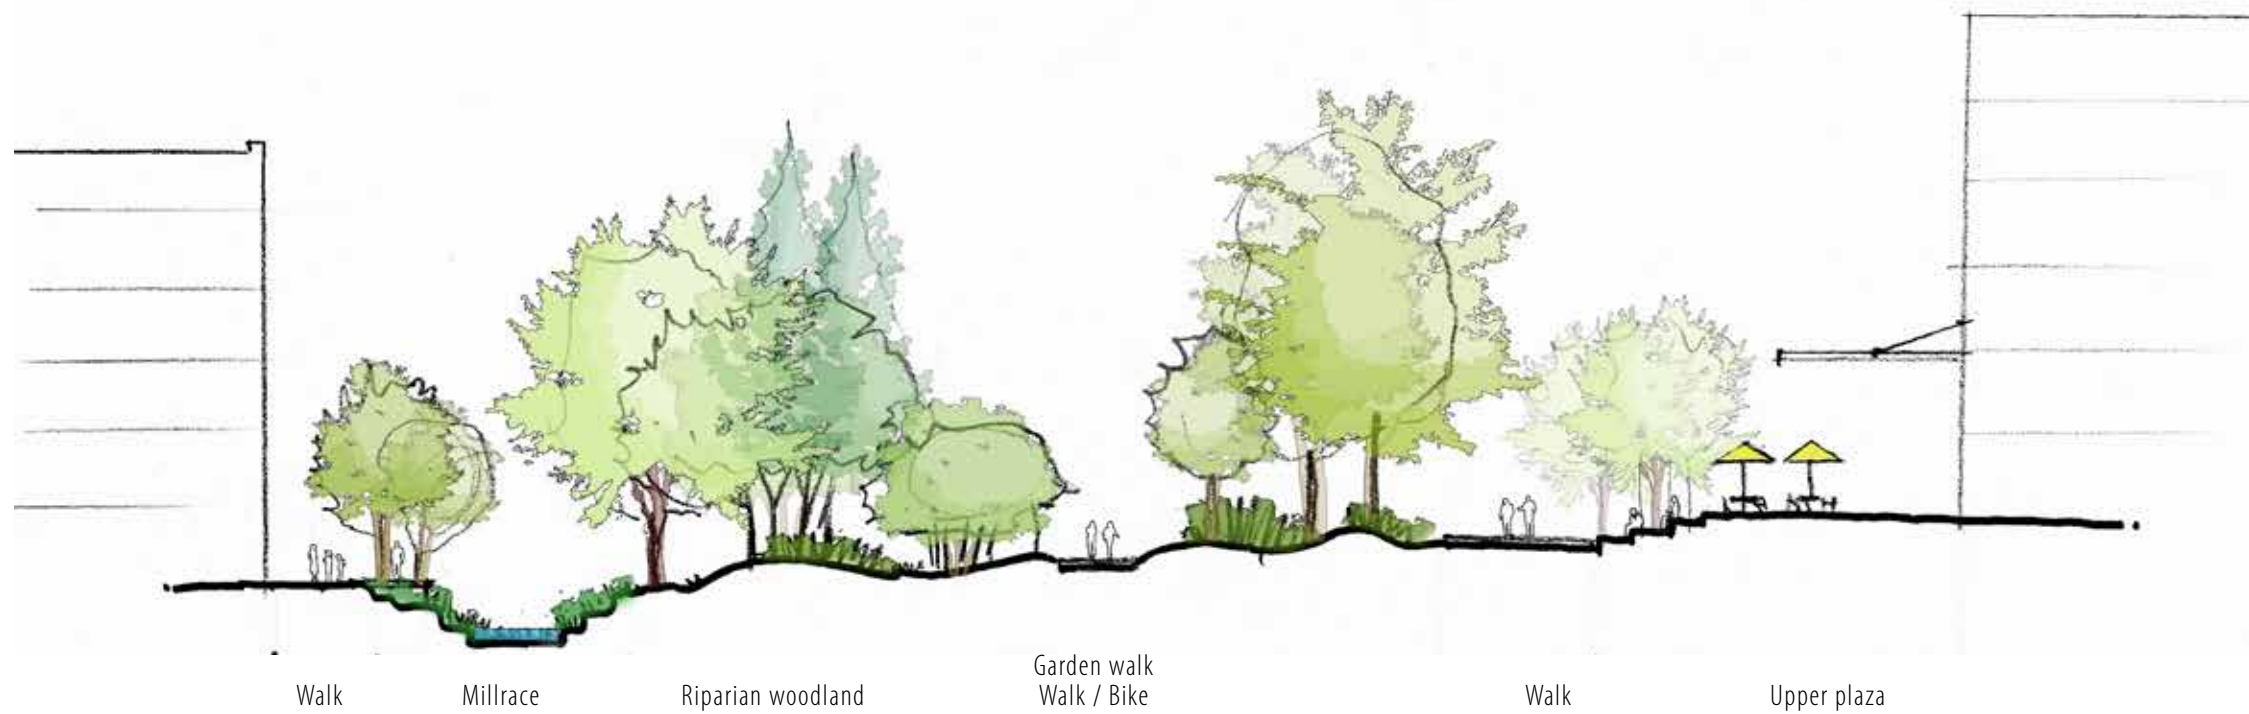 Walk
Millrace
Riparian woodland
Garden walk
Walk / Bike
Walk
Upper plaza